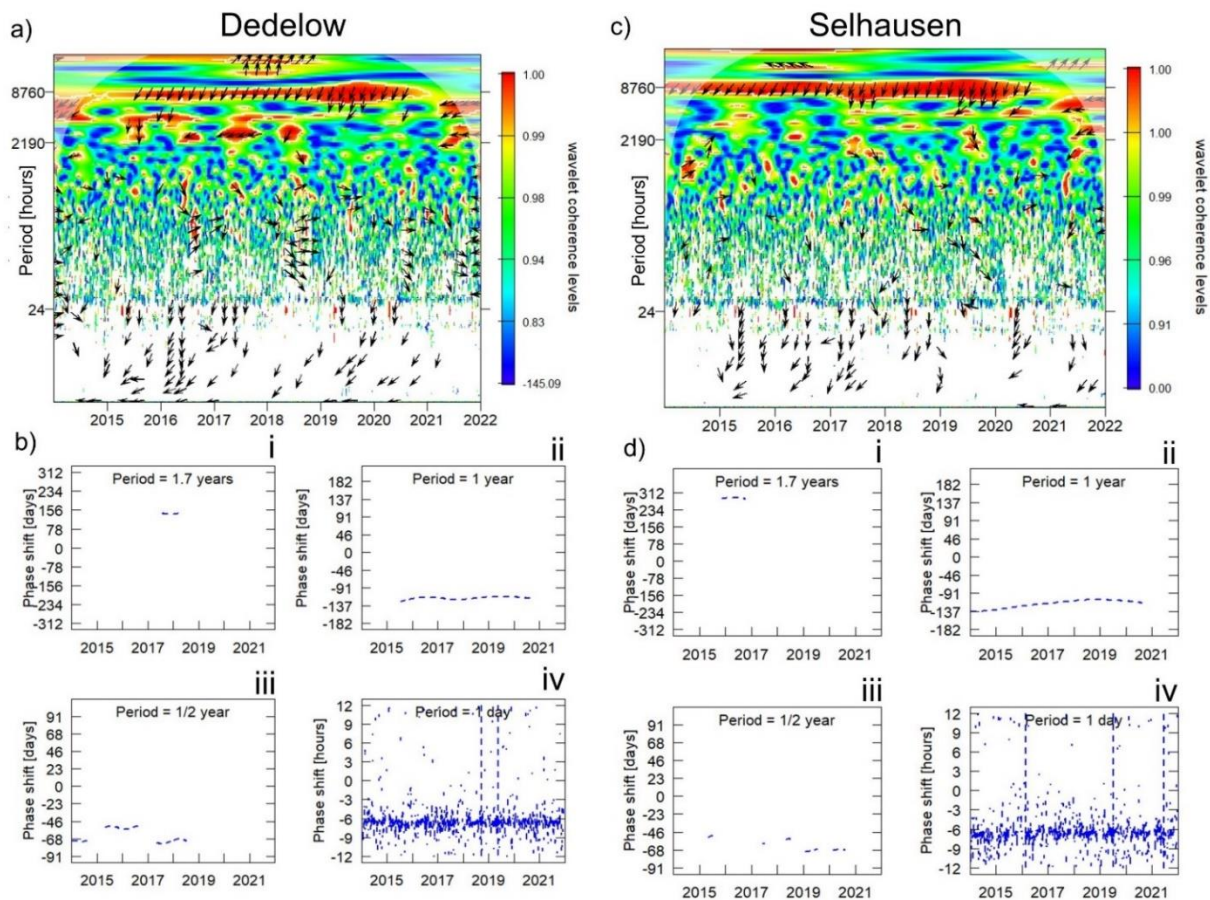 Dedelow
Selhausen
a)
c)
Period [hours]
8760
2190
24
2015 2016 2017 2018 2019 2020 2021 2022
1.00
0.99
0.98
0.94
0.83
-145.09
wavelet coherence levels
Period [hours]
8760
2190
24
2015 2016 2017 2018 2019 2020 2021 2022
1.00
1.00
0.99
0.96
0.91
0.00
wavelet coherence levels
b)
i
Period = 1.7 years
Phase shift [days]
312
234
156
78
0
-78
-156
-234
-312
2015 2017 2019 2021
ii
Period = 1 year
Phase shift [days]
182
137
91
46
0
-46
-91
-137
-182
2015 2017 2019 2021
d)
i
Period = 1.7 years
Phase shift [days]
312
234
156
78
0
-78
-156
-234
-312
2015 2017 2019 2021
ii
Period = 1 year
Phase shift [days]
182
137
91
46
0
-46
-91
-137
-182
2015 2017 2019 2021
iii
Period = 1/2 year
Phase shift [days]
91
68
46
23
0
-23
-46
-68
-91
2015 2017 2019 2021
iv
Period = 1 day
Phase shift [hours]
12
9
6
3
0
-3
-6
-9
-12
2015 2017 2019 2021
iii
Period = 1/2 year
Phase shift [days]
91
68
46
23
0
-23
-46
-68
-91
2015 2017 2019 2021
iv
Period = 1 day
Phase shift [hours]
12
9
6
3
0
-3
-6
-9
-12
2015 2017 2019 2021